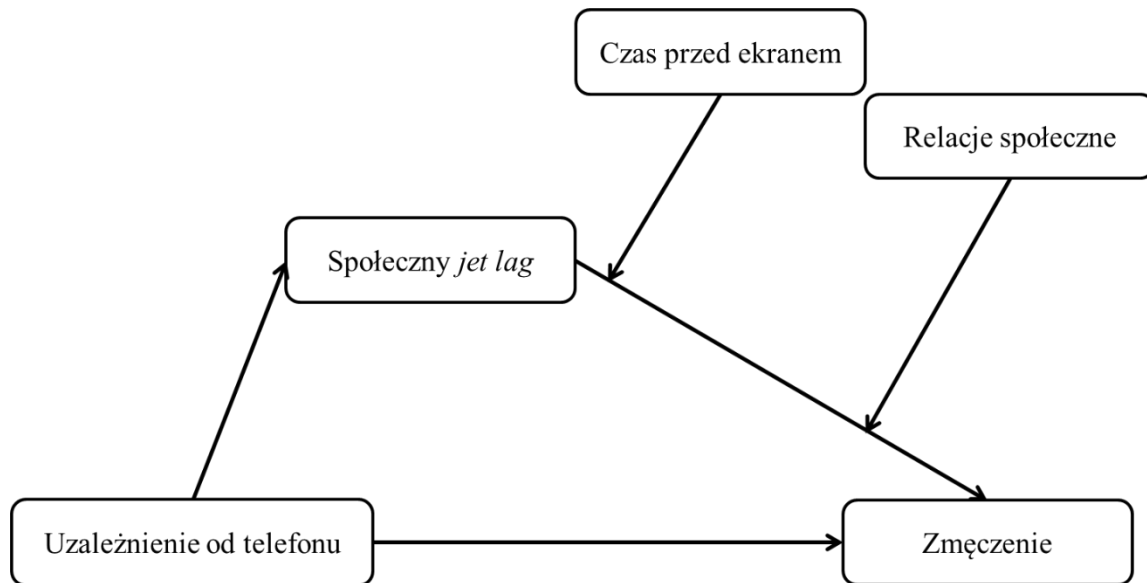 Czas przed ekranem
Relacje społeczne
Społeczny jet lag
Uzależnienie od telefonu
Zmęczenie